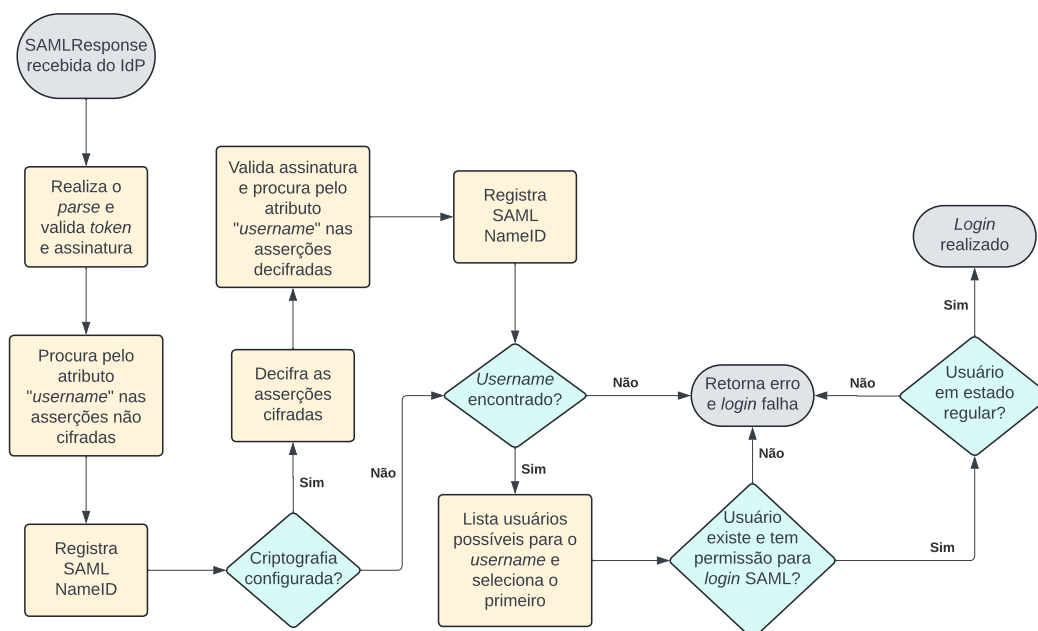 SAMLResponse
recebida do IdP
Realiza o
parse e
valida token
e assinatura
Procura pelo
atributo
"username" nas
asserções não
cifradas
Registra
SAML
NameID
Criptografia
configurada?
Sim
Não
Decifra as
asserções
cifradas
Valida assinatura
e procura pelo
atributo
"username" nas
asserções
decifradas
Registra
SAML
NameID
Username
encontrado?
Não
Sim
Lista usuários
possíveis para o
username e
seleciona o
primeiro
Usuário
existe e tem
permissão para
login SAML?
Não
Sim
Retorna erro
e login falha
Usuário
em estado
regular?
Não
Sim
Login
realizado